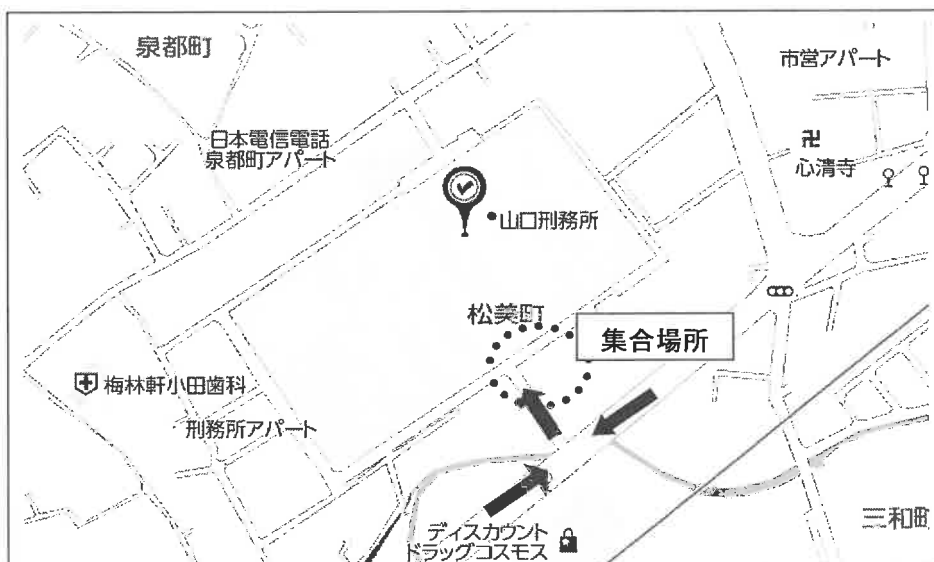 泉都町
市営アパート
日本電信電話
泉都町アパート
卍
心清寺
山口刑務所
松美町
集合場所
梅林軒小田歯科
刑務所アパート
三和町
ディスカウント
ドラッグコスモス